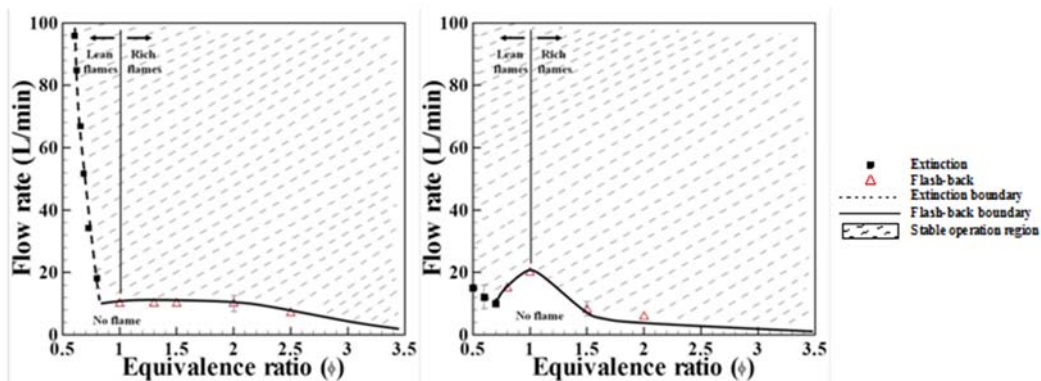 Flow rate (L/min)
100
80
60
40
20
0
Lean flames
Rich flames
No flame
0.5 1 1.5 2 2.5 3 3.5
Equivalence ratio (ϕ)
Flow rate (L/min)
100
80
60
40
20
0
Lean flames
Rich flames
No flame
0.5 1 1.5 2 2.5 3 3.5
Equivalence ratio (ϕ)
Extinction
Flash-back
Extinction boundary
Flash-back boundary
Stable operation region